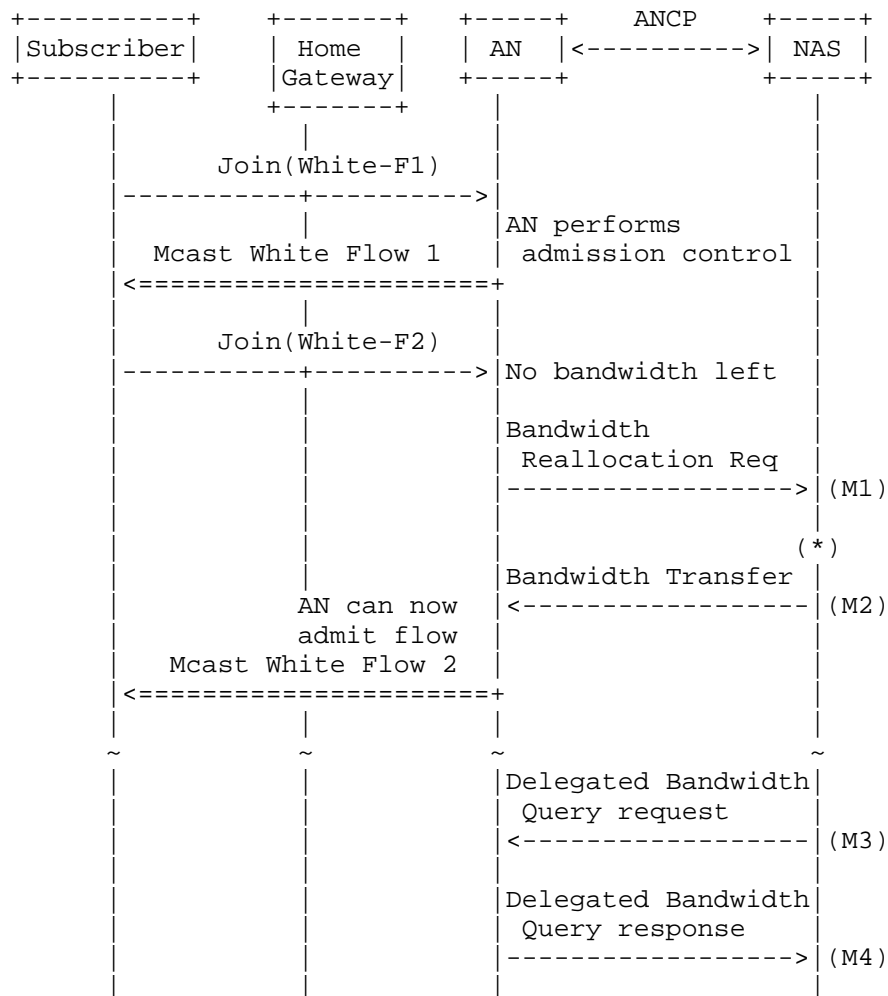 ANCP
Subscriber Home AN <----------> NAS
Gateway
Join(White-F1)
AN performs
Mcast White Flow 1 admission control
Join(White-F2)
No bandwidth left
Bandwidth
Reallocation Req
(M1)
(*)
Bandwidth Transfer
AN can now (M2)
admit flow
Mcast White Flow 2
~ ~ ~ ~
Delegated Bandwidth
Query request
(M3)
Delegated Bandwidth
Query response
(M4)